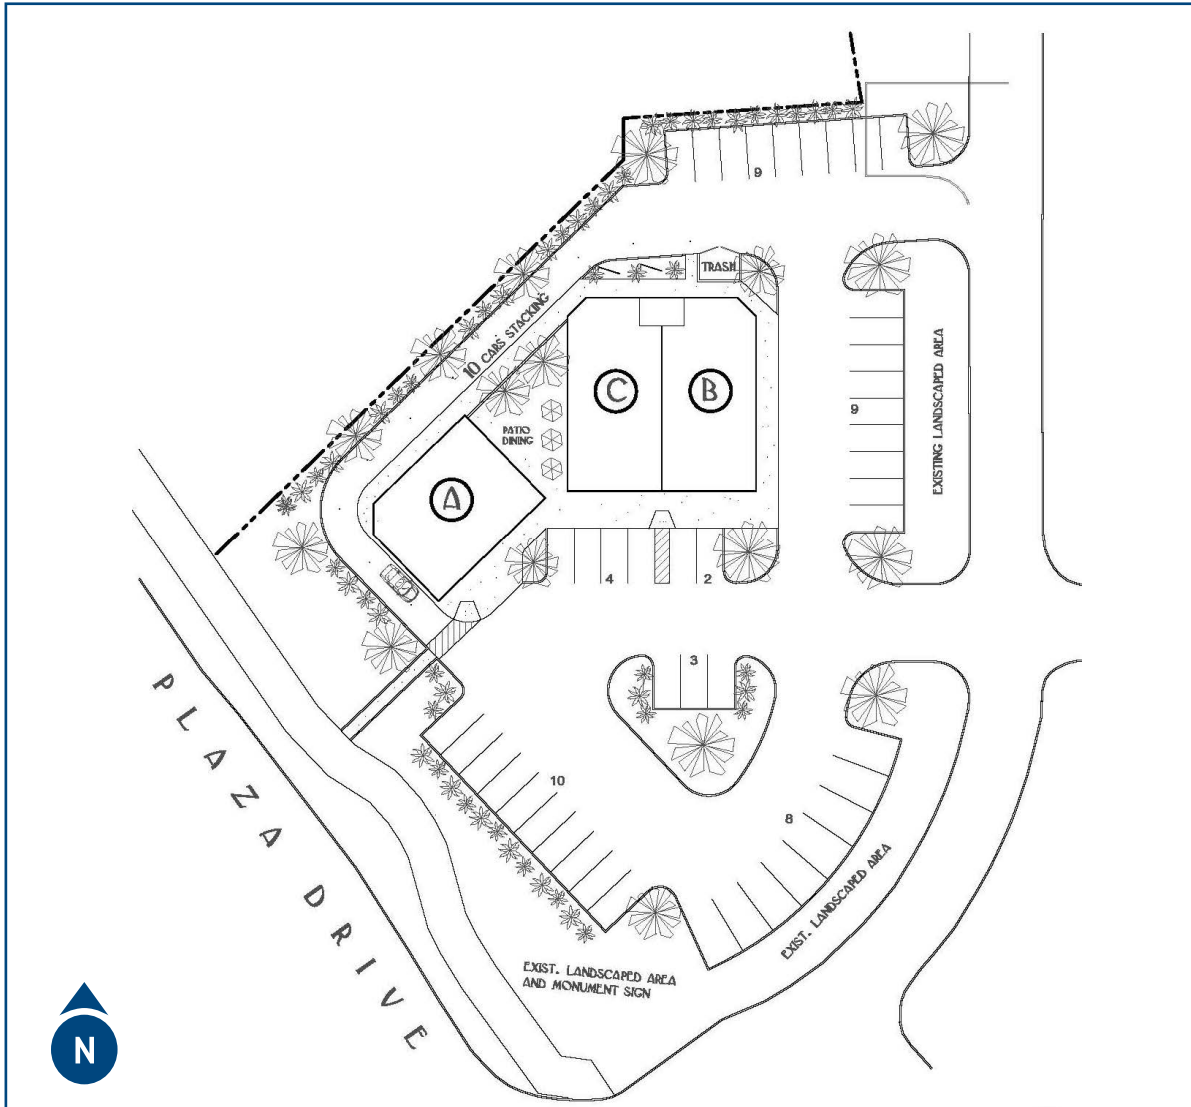 9
TRASH
10 CARS STACKING
C
B
9
EXISTING LANDSCAPED AREA
PATIO
DINING
A
4
2
3
PLAZA DRIVE
10
8
EXIST. LANDSCAPED AREA
EXIST. LANDSCAPED AREA
AND MONUMENT SIGN
N